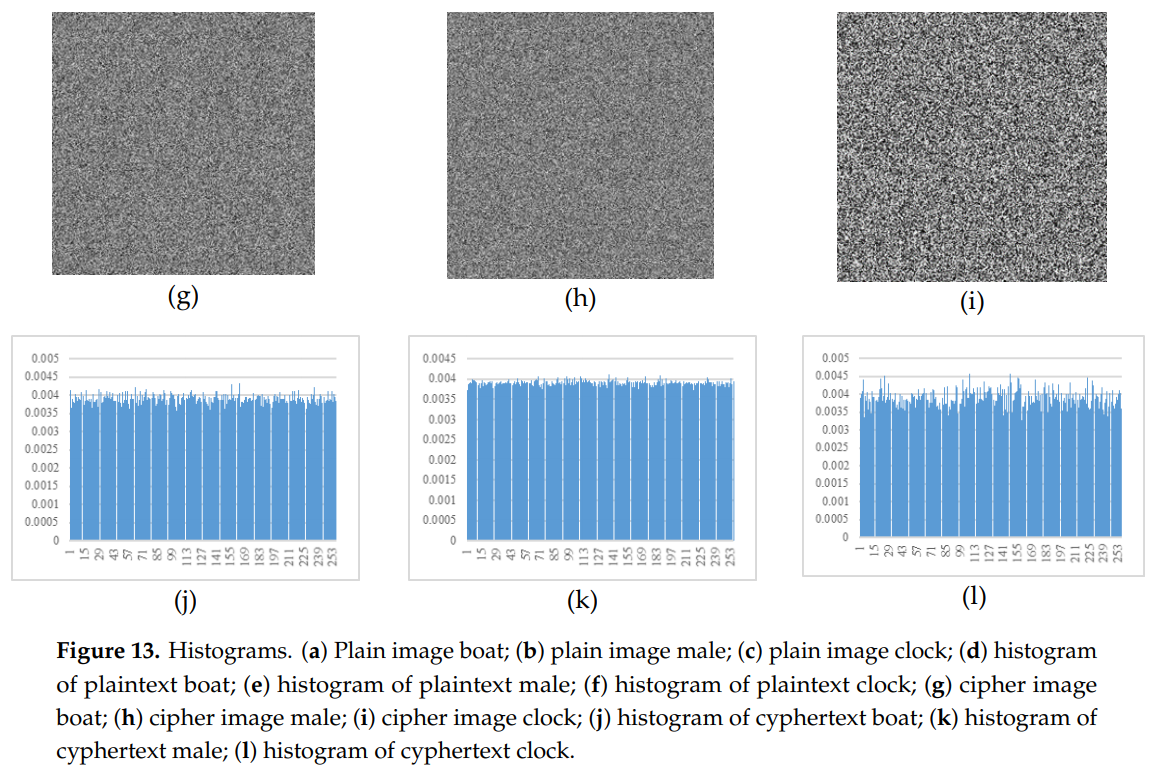 (g)
(h)
(i)
0.005
0.0045
0.004
0.0035
0.003
0.0025
0.002
0.0015
0.001
0.0005
0
1 15 29 43 57 71 85 99 113 127 141 155 169 183 197 211 225 239 253
(j)
0.0045
0.004
0.0035
0.003
0.0025
0.002
0.0015
0.001
0.0005
0
1 15 29 43 57 71 85 99 113 127 141 155 169 183 197 211 225 239 253
(k)
0.005
0.0045
0.004
0.0035
0.003
0.0025
0.002
0.0015
0.001
0.0005
0
1 15 29 43 57 71 85 99 113 127 141 155 169 183 197 211 225 239 253
(l)
Figure 13. Histograms. (a) Plain image boat; (b) plain image male; (c) plain image clock; (d) histogram
of plaintext boat; (e) histogram of plaintext male; (f) histogram of plaintext clock; (g) cipher image
boat; (h) cipher image male; (i) cipher image clock; (j) histogram of cyphertext boat; (k) histogram of
cyphertext male; (l) histogram of cyphertext clock.